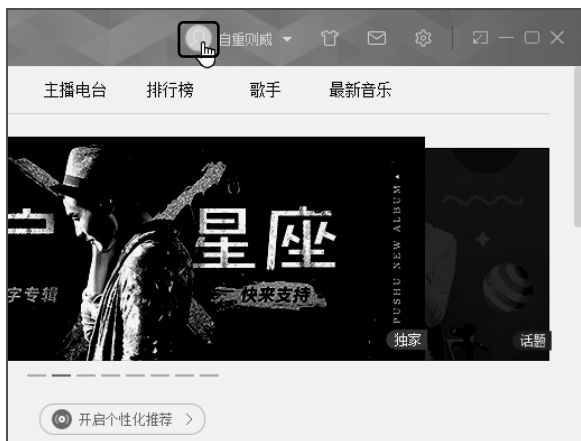 自重则威
主播电台 排行榜 歌手 最新音乐
星座
字专辑
快来支持
PUSHU NEW ALBUM
独家
话题
开启个性化推荐